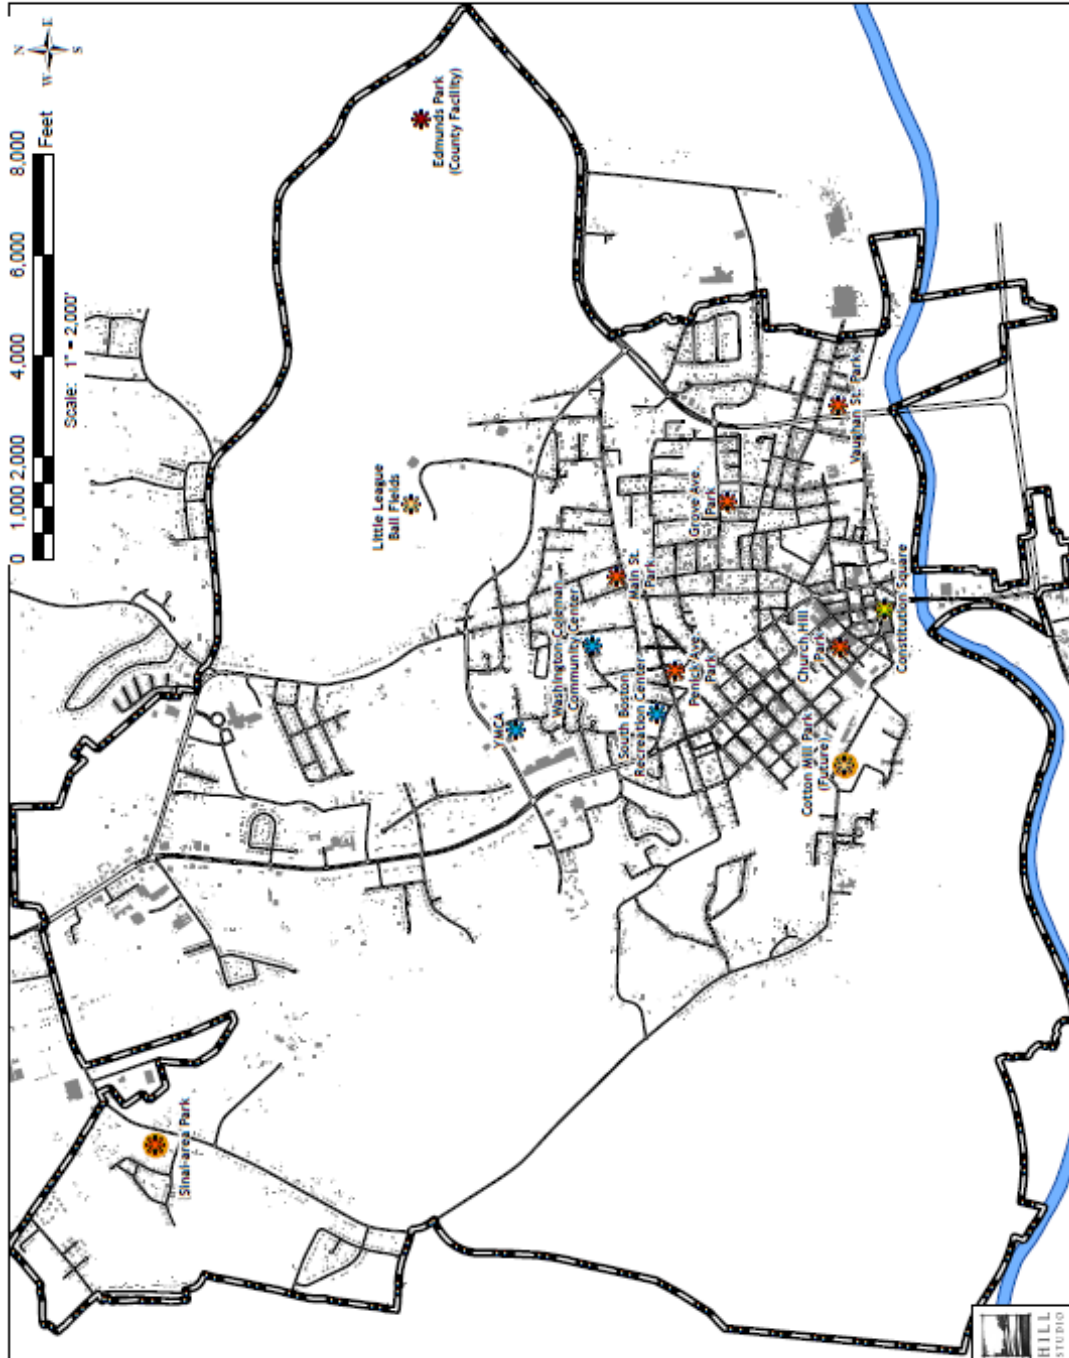 N
W
E
S
0
1,000
2,000
4,000
6,000
8,000
Feet
Scale: 1" = 2,000'
Edmunds Park
(County Facility)
Little League
Ball Fields
YMCA
Washington-Coleman
Community Center
South Boston
Recreation Center
Main St.
Park
Penick Ave.
Park
Grove Ave.
Park
Vaughan St. Park
Church Hill
Park
Constitution Square
Cotton Mill Park
(Future)
Sinai-area Park
HILL
STUDIO